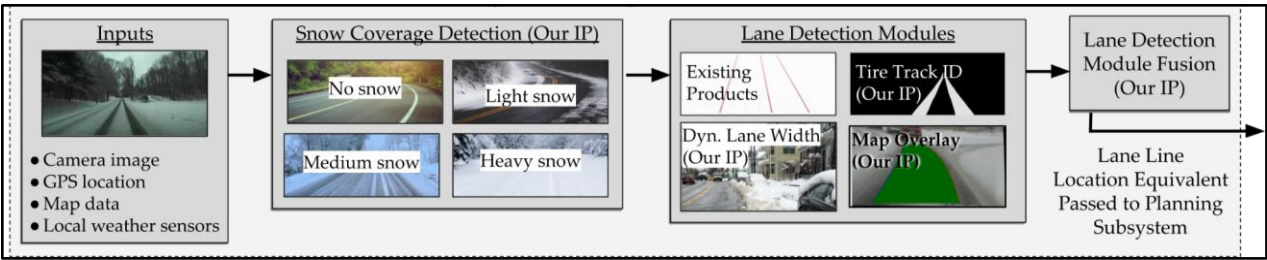 Inputs
● Camera image
● GPS location
● Map data
● Local weather sensors
Snow Coverage Detection (Our IP)
No snow
Light snow
Medium snow
Heavy snow
Lane Detection Modules
Existing
Products
Tire Track ID
(Our IP)
Dyn. Lane Width
(Our IP)
Map Overlay
(Our IP)
Lane Detection
Module Fusion
(Our IP)
Lane Line
Location Equivalent
Passed to Planning
Subsystem